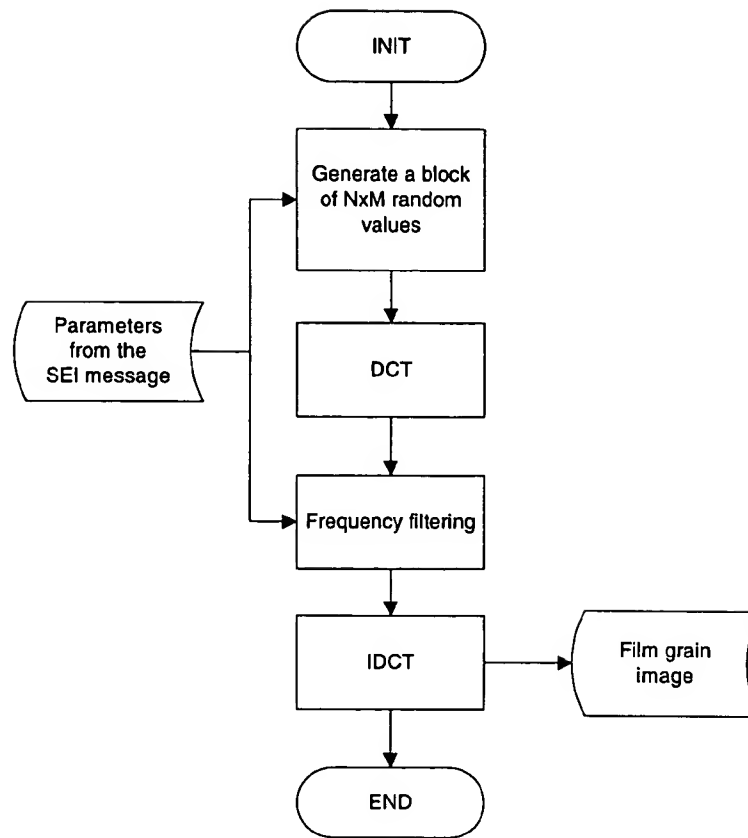 INIT
Generate a block
of NxM random
values
Parameters
from the
SEI message
DCT
Frequency filtering
IDCT
Film grain
image
END